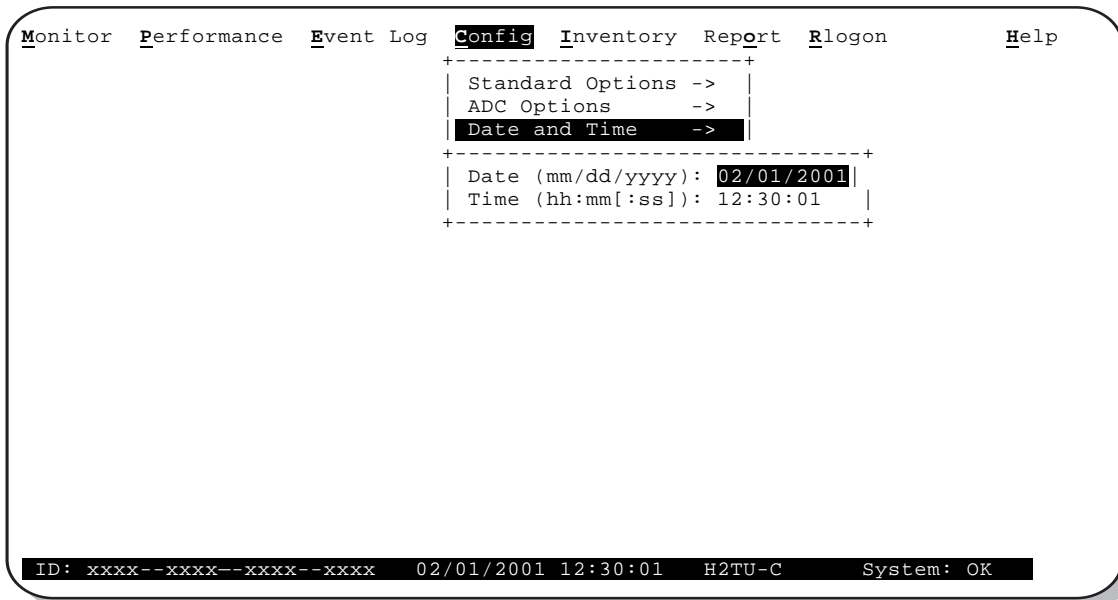 Monitor Performance Event Log Config Inventory Report Rlogon Help
+----------------------+
| Standard Options -> |
| ADC Options -> |
| Date and Time -> |
+-------------------------------+
| Date (mm/dd/yyyy): 02/01/2001|
| Time (hh:mm[:ss]): 12:30:01 |
+-------------------------------+
ID: xxxx--xxxx—-xxxx--xxxx 02/01/2001 12:30:01 H2TU-C System: OK